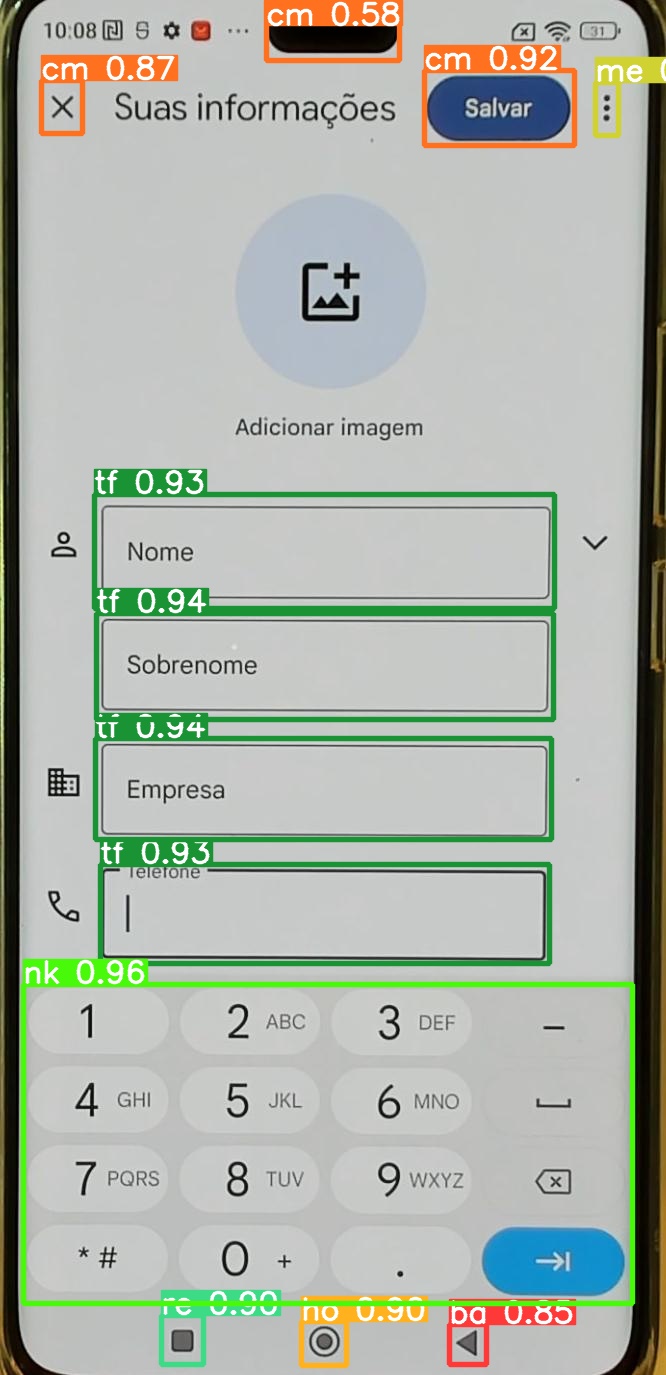 cm 0.58
10:08 31
cm 0.87 cm 0.92 me 0
Suas informações Salvar
Adicionar imagem
tf 0.93
Nome
tf 0.94
Sobrenome
tf 0.94
Empresa
tf 0.93
Telefone
nk 0.96
1 2 ABC 3 DEF –
4 GHI 5 JKL 6 MNO
7 PQRS 8 TUV 9 WXYZ
* # 0 + .
re 0.90 ho 0.90 ba 0.85